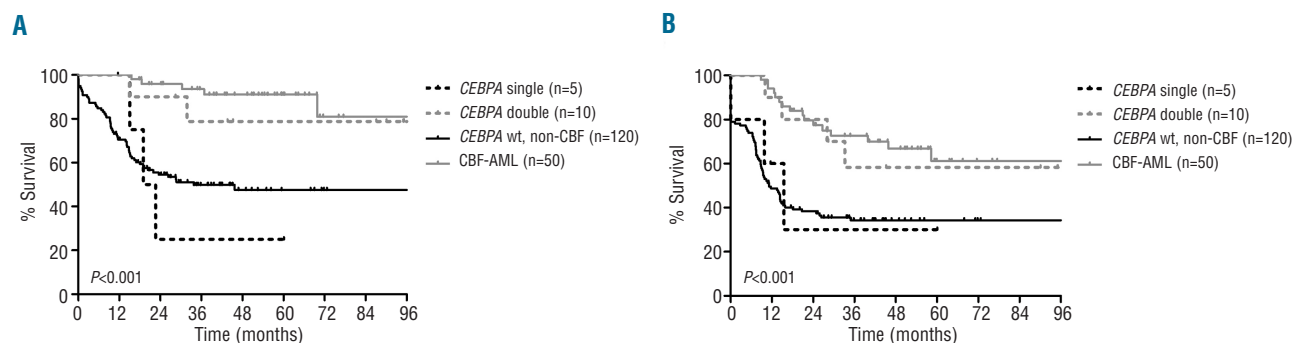 A
% Survival
100
80
60
40
20
0
P<0.001
0 12 24 36 48 60 72 84 96
Time (months)
CEBPA single (n=5)
CEBPA double (n=10)
CEBPA wt, non-CBF (n=120)
CBF-AML (n=50)
B
% Survival
100
80
60
40
20
0
P<0.001
0 12 24 36 48 60 72 84 96
Time (months)
CEBPA single (n=5)
CEBPA double (n=10)
CEBPA wt, non-CBF (n=120)
CBF-AML (n=50)